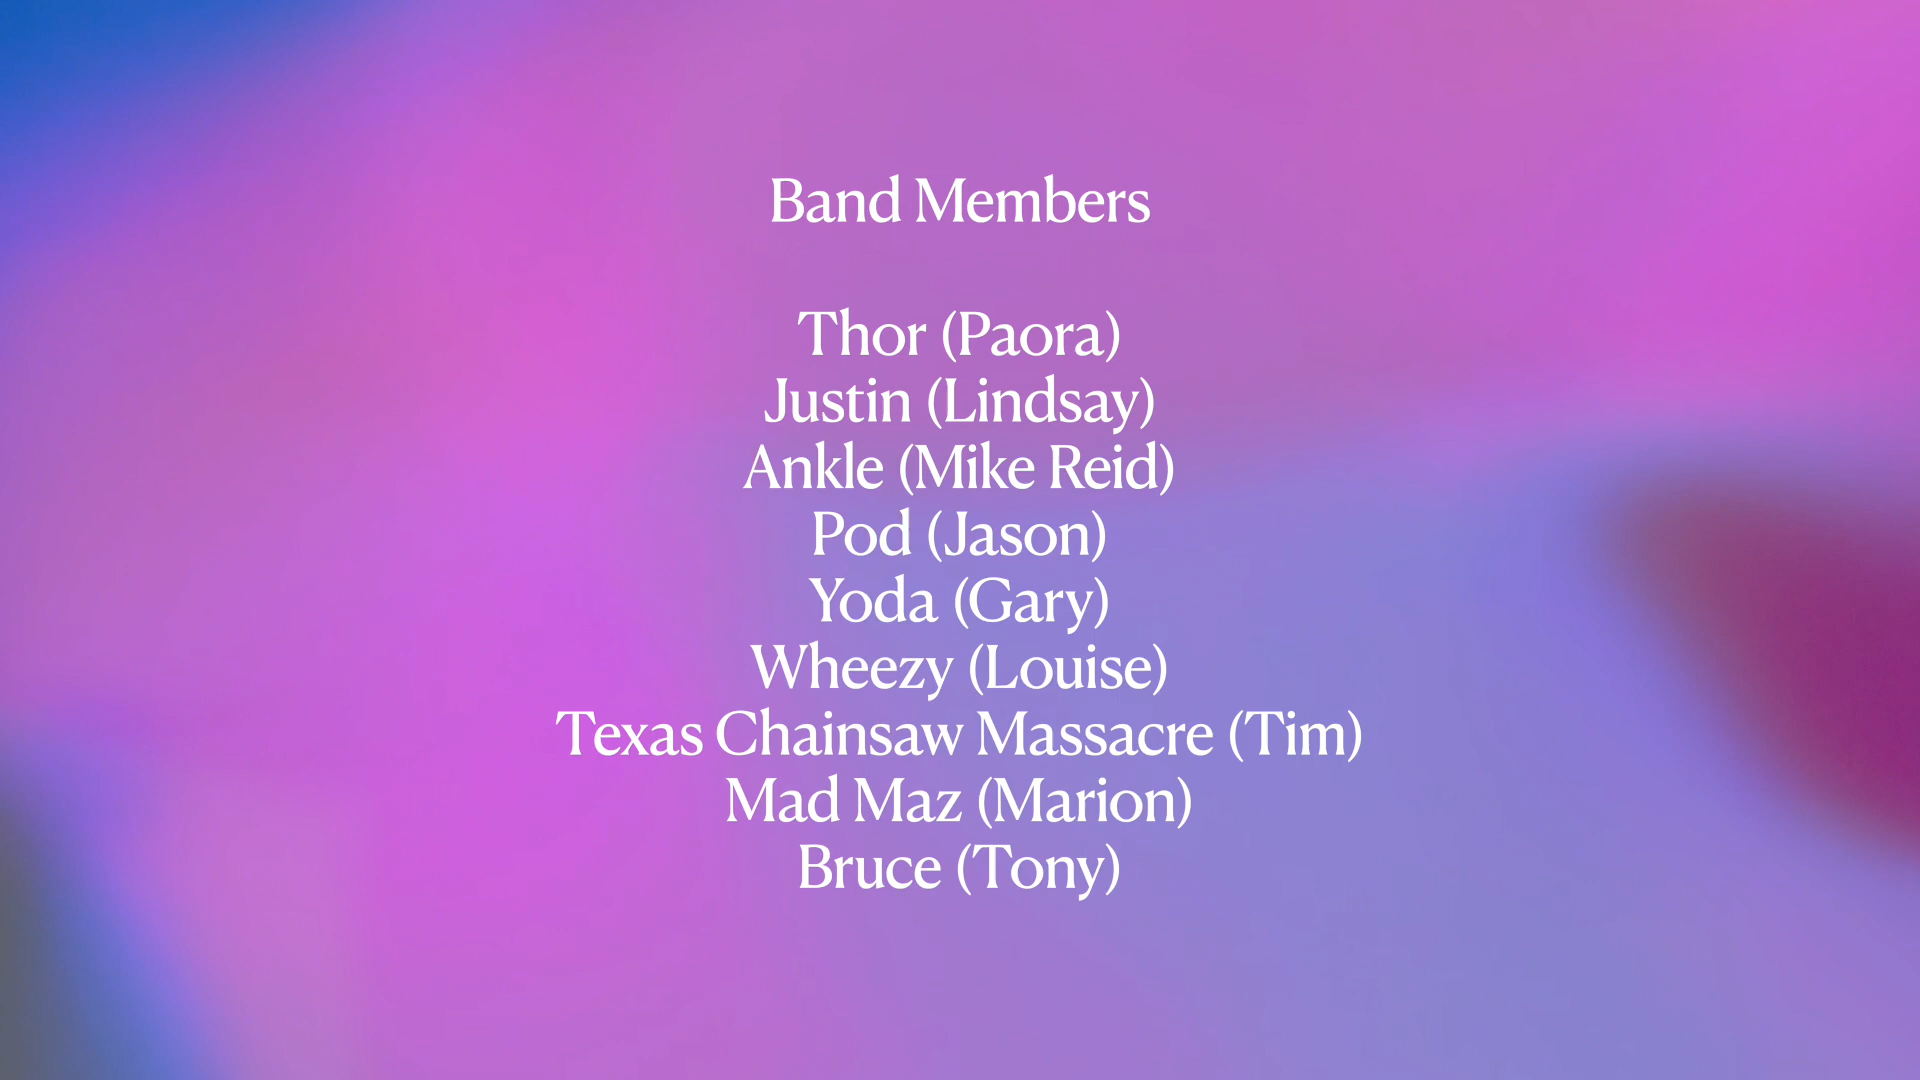 Band Members
Thor (Paora)
Justin (Lindsay)
Ankle (Mike Reid)
Pod (Jason)
Yoda (Gary)
Wheezy (Louise)
Texas Chainsaw Massacre (Tim)
Mad Maz (Marion)
Bruce (Tony)